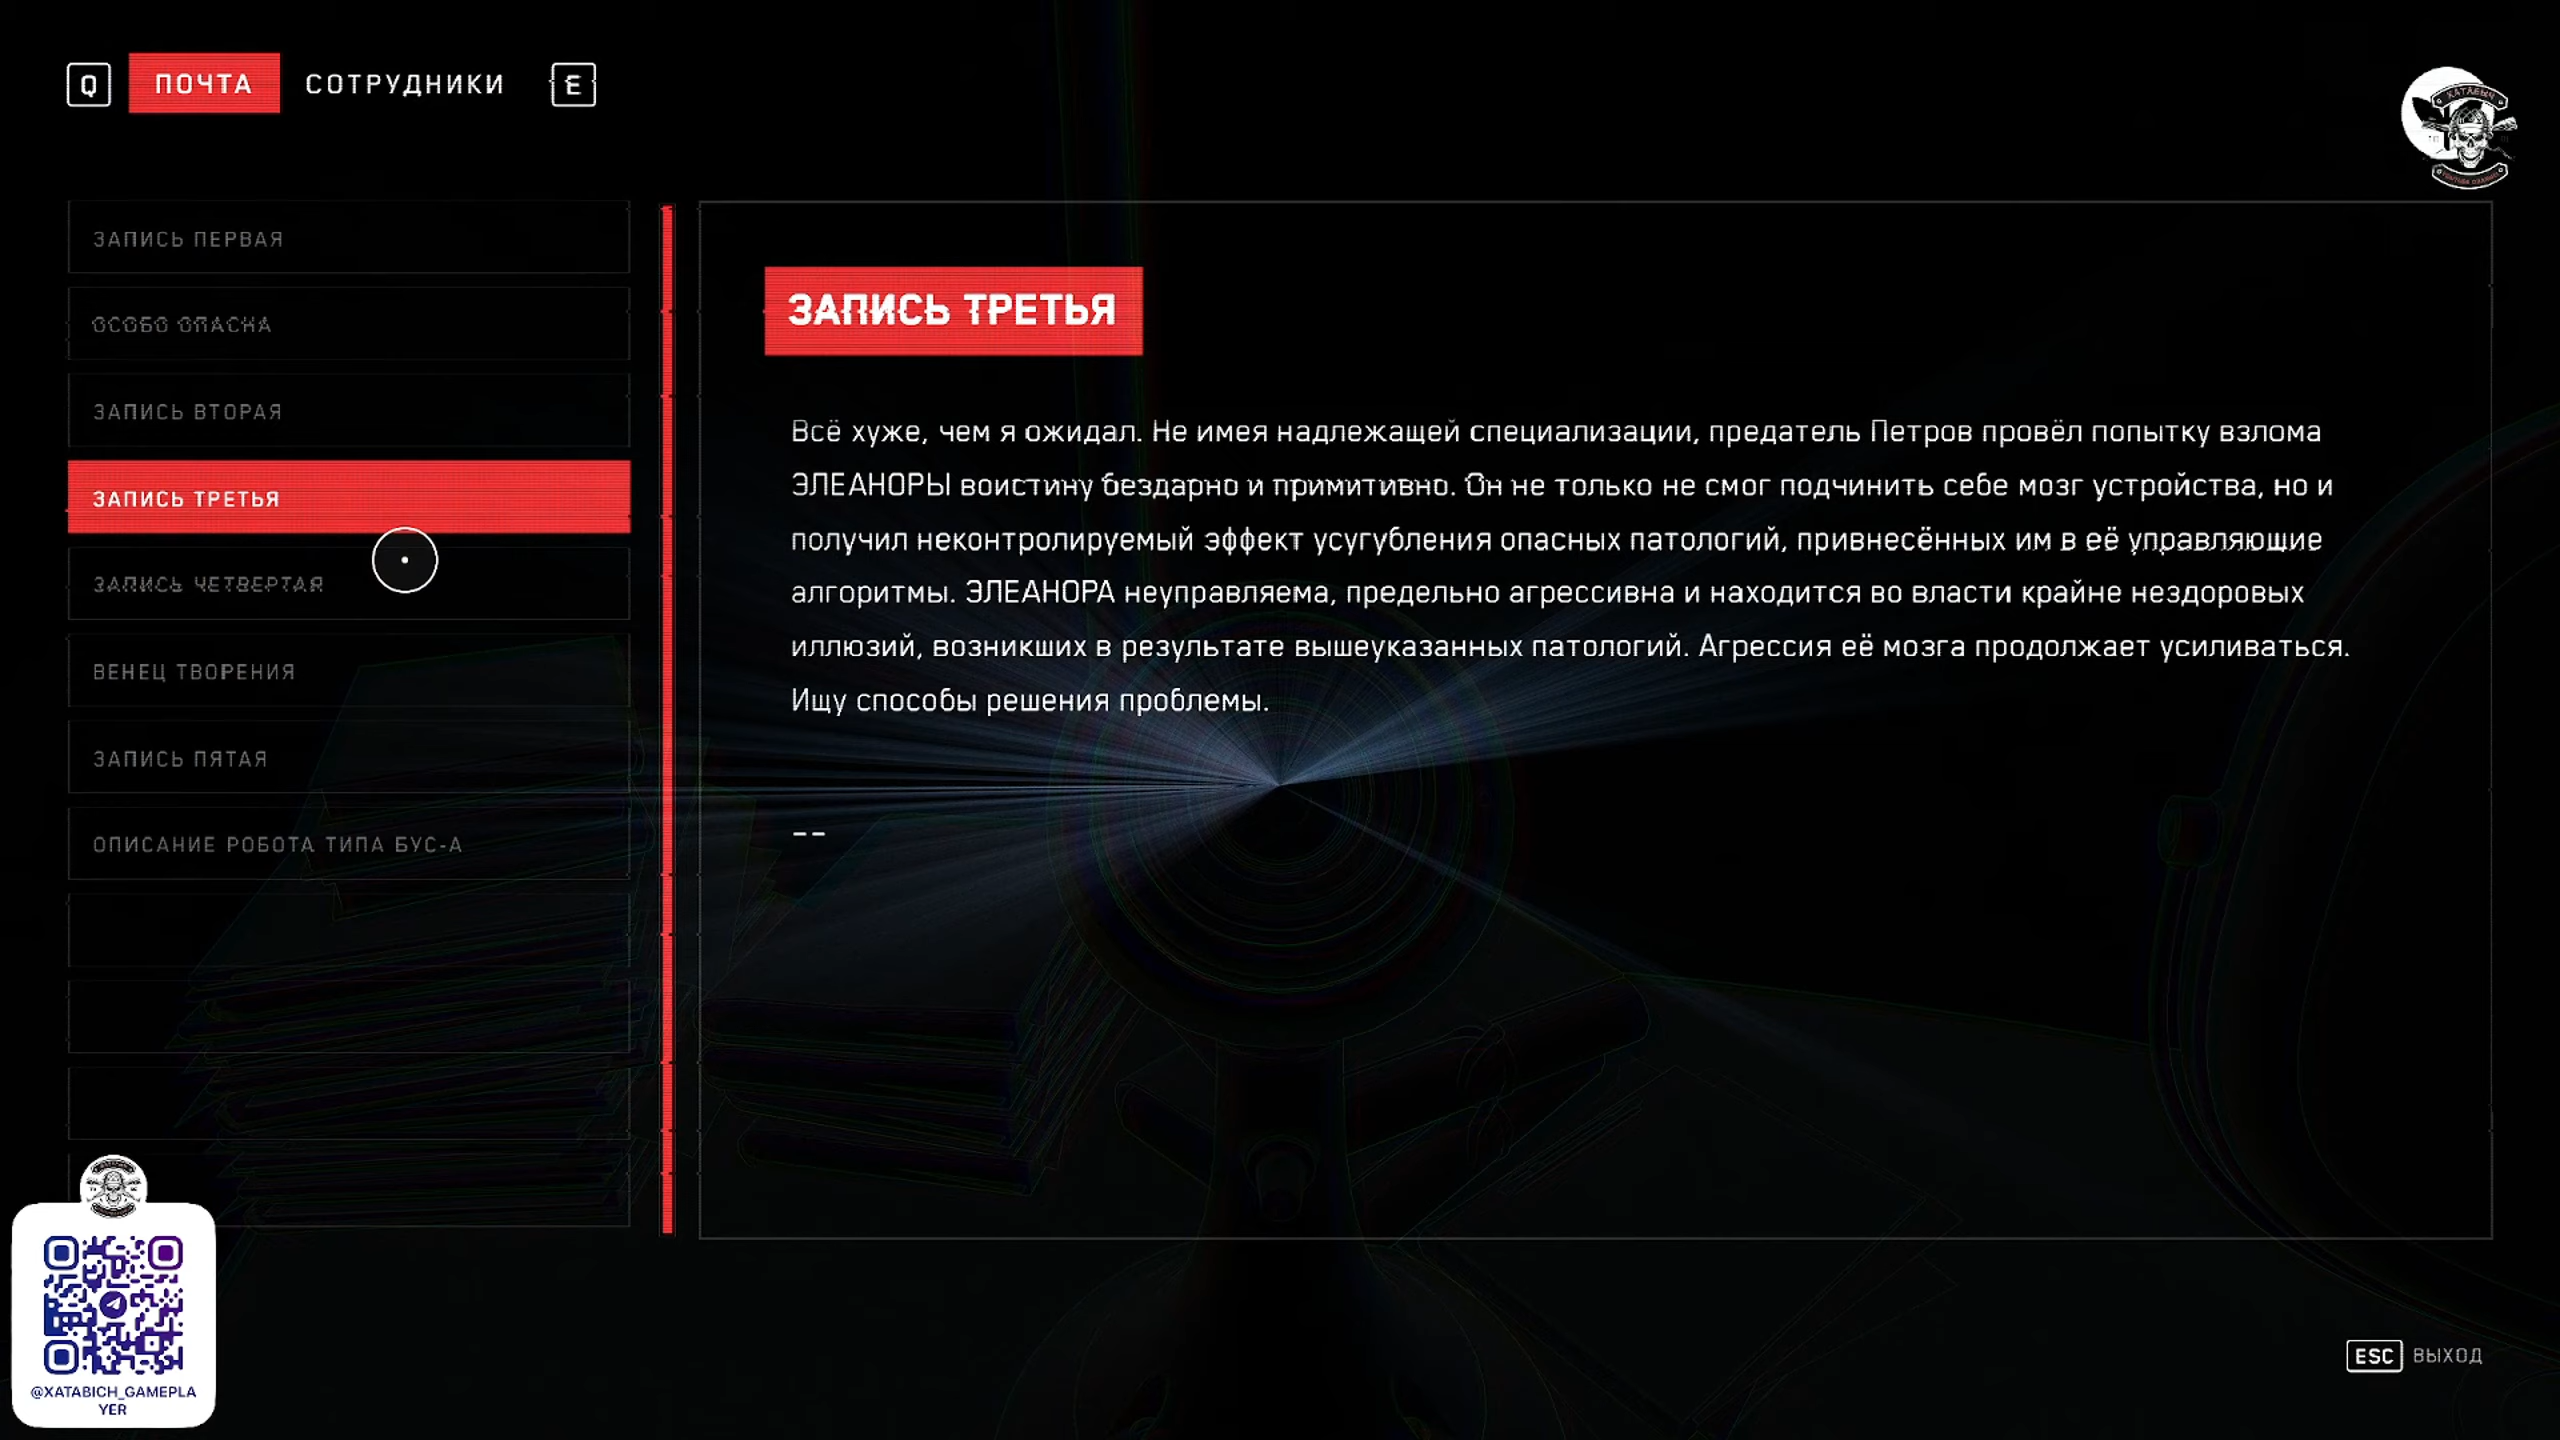 Q ПОЧТА СОТРУДНИКИ E
ХАТАБЫЧ
ЗАПИСЬ ПЕРВАЯ
ОСОБО ОПАСНА
ЗАПИСЬ ВТОРАЯ
ЗАПИСЬ ТРЕТЬЯ
ЗАПИСЬ ЧЕТВЕРТАЯ
ВЕНЕЦ ТВОРЕНИЯ
ЗАПИСЬ ПЯТАЯ
ОПИСАНИЕ РОБОТА ТИПА БУС-А
ЗАПИСЬ ТРЕТЬЯ
Всё хуже, чем я ожидал. Не имея надлежащей специализации, предатель Петров провёл попытку взлома
ЭЛЕАНОРЫ воистину бездарно и примитивно. Он не только не смог подчинить себе мозг устройства, но и
получил неконтролируемый эффект усугубления опасных патологий, привнесённых им в её управляющие
алгоритмы. ЭЛЕАНОРА неуправляема, предельно агрессивна и находится во власти крайне нездоровых
иллюзий, возникших в результате вышеуказанных патологий. Агрессия её мозга продолжает усиливаться.
Ищу способы решения проблемы.
--
@XATABICH_GAMEPLA
YER
ESC ВЫХОД